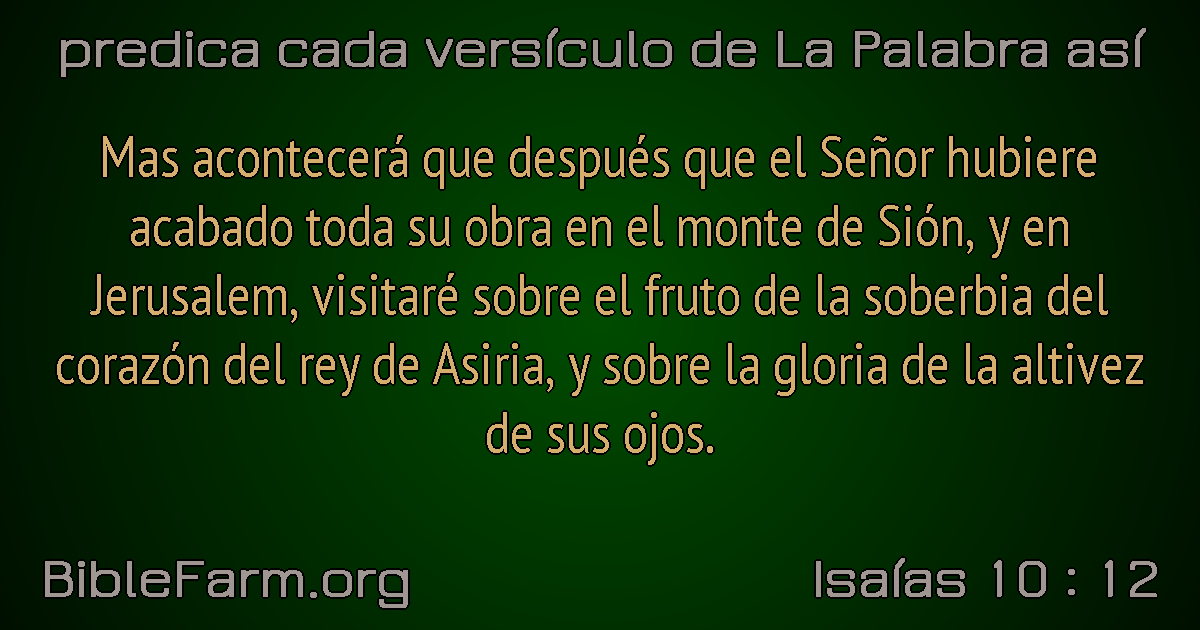 predica cada versículo de La Palabra así
Mas acontecerá que después que el Señor hubiere
acabado toda su obra en el monte de Sión, y en
Jerusalem, visitaré sobre el fruto de la soberbia del
corazón del rey de Asiria, y sobre la gloria de la altivez
de sus ojos.
BibleFarm.org
Isaías 10 : 12